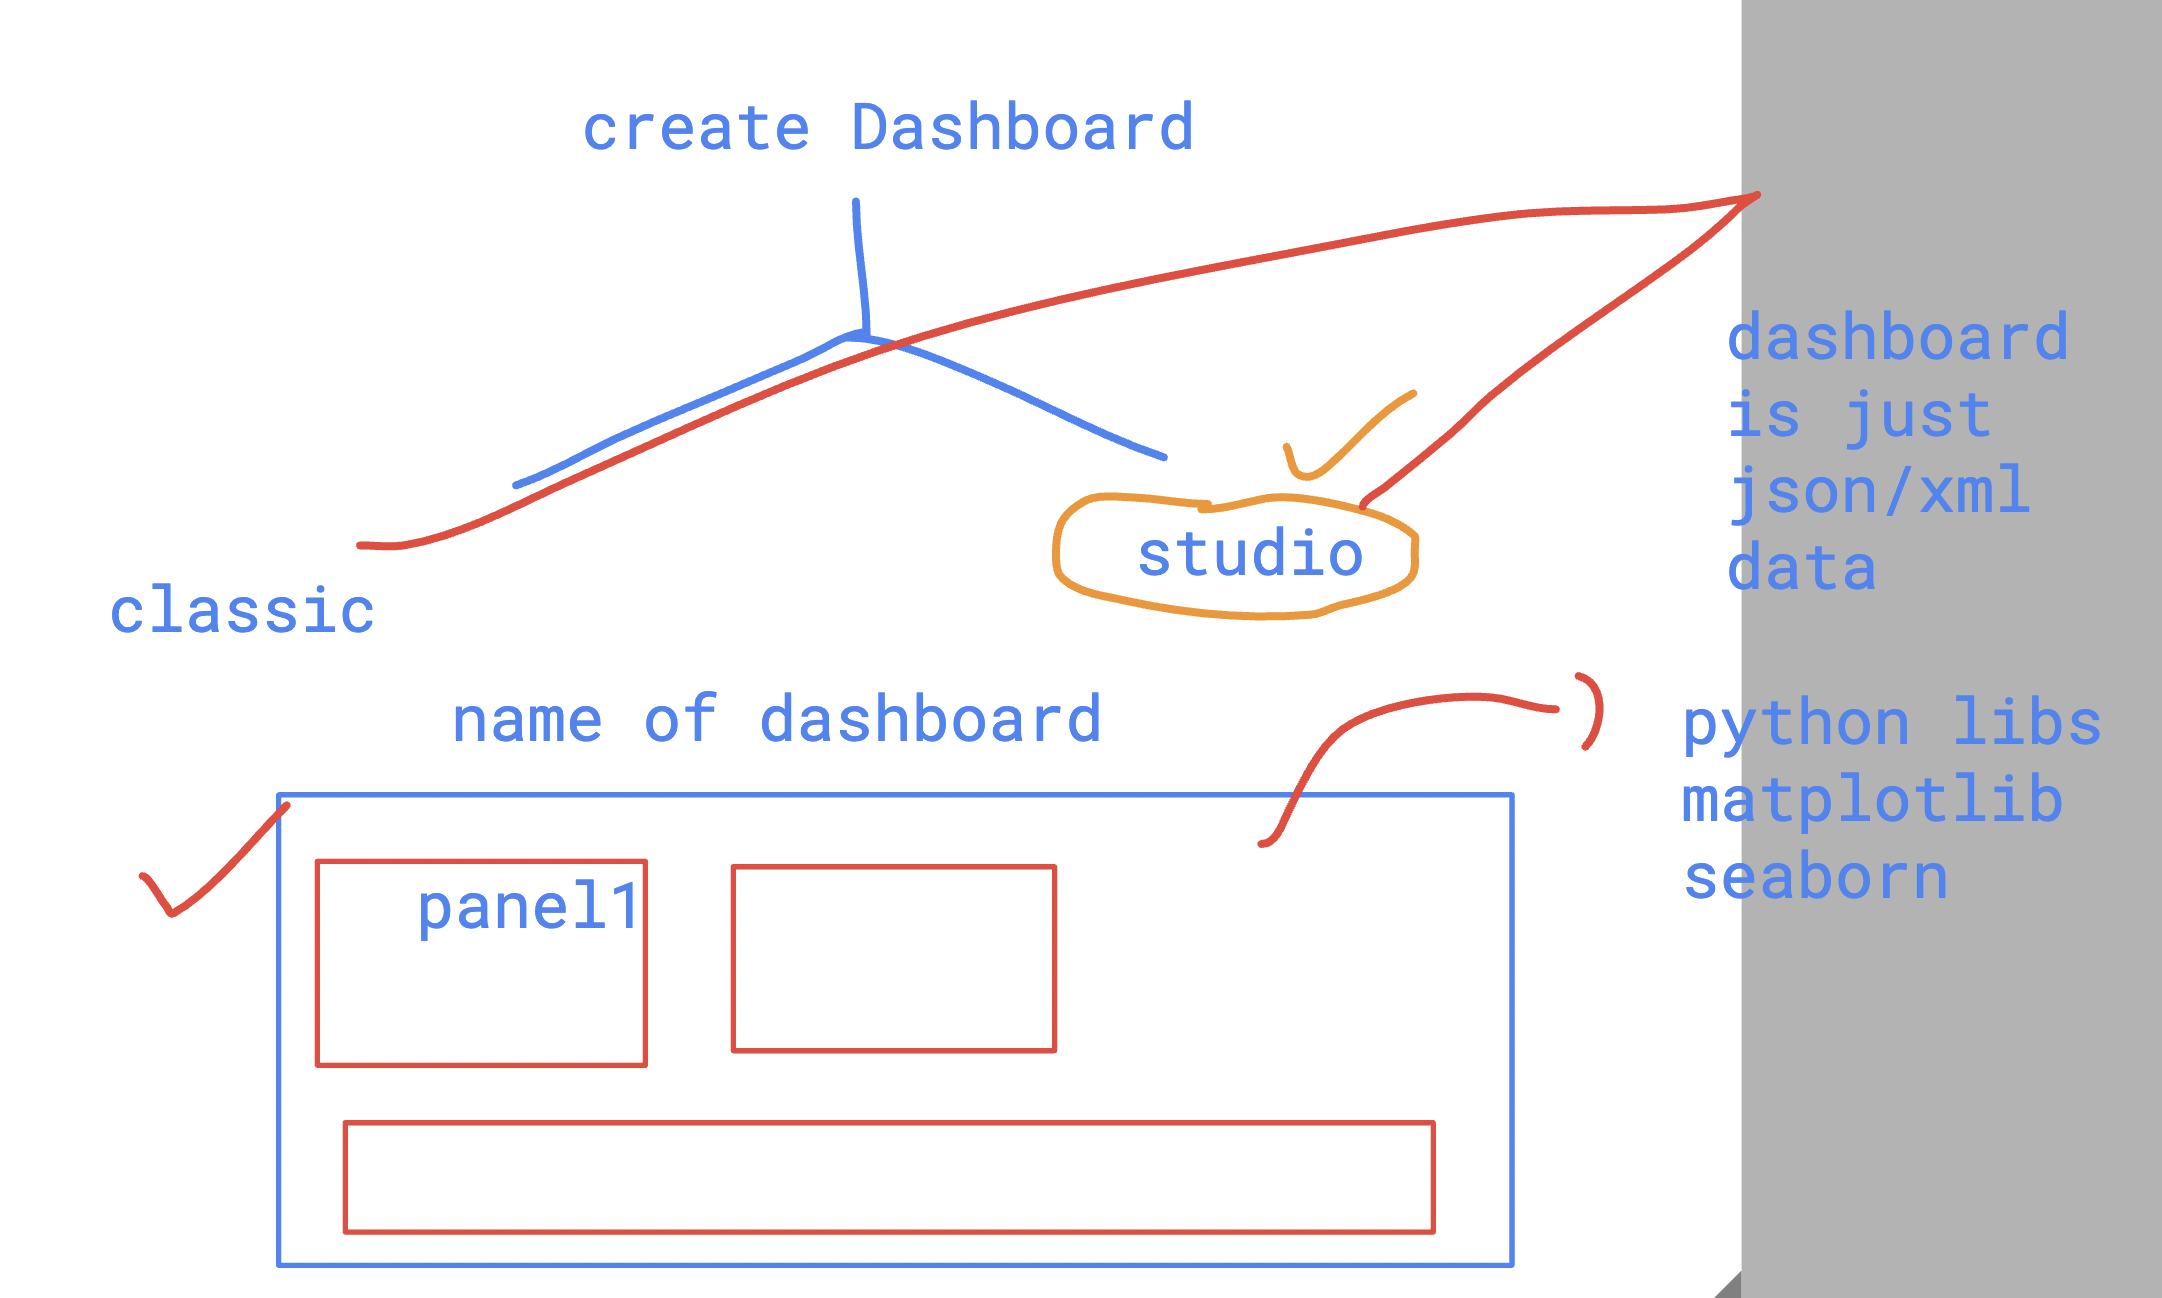 create Dashboard
dashboard
is just
json/xml
data
studio
classic
name of dashboard
python libs
matplotlib
seaborn
panel1